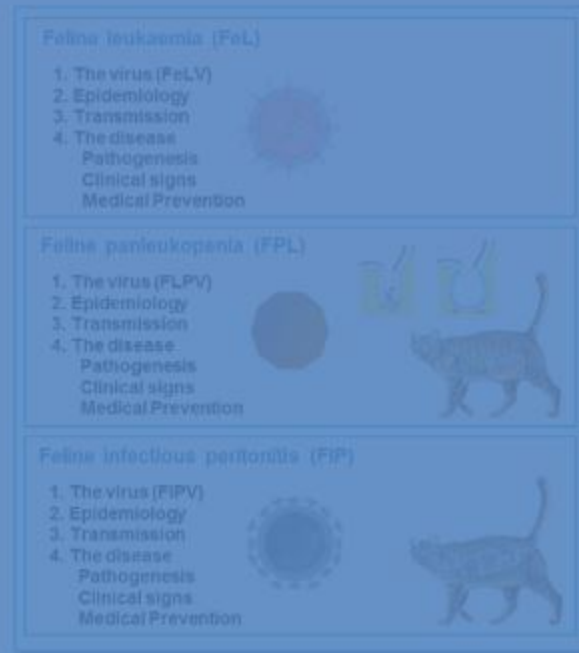 Feline leukaemia (FeL)
1. The virus (FeLV)
2. Epidemiology
3. Transmission
4. The disease
Pathogenesis
Clinical signs
Medical Prevention
Feline panleukopenia (FPL)
1. The virus (FLPV)
2. Epidemiology
3. Transmission
4. The disease
Pathogenesis
Clinical signs
Medical Prevention
Feline infectious peritonitis (FIP)
1. The virus (FIPV)
2. Epidemiology
3. Transmission
4. The disease
Pathogenesis
Clinical signs
Medical Prevention